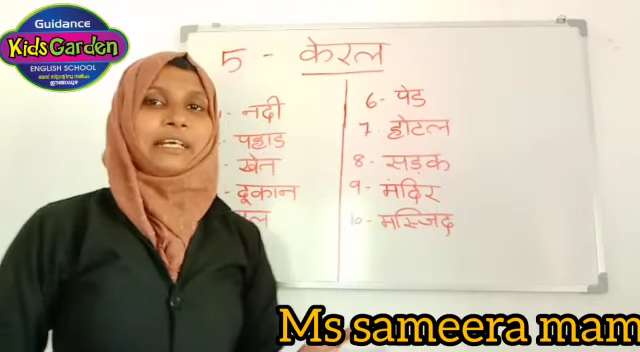 Guidance
Kids Garden
ENGLISH SCHOOL
5 - केरल
नदी
पहाड
खेत
दूकान
6- पेड
7- होटल
8- सड़क
9- मंदिर
10- मस्जिद
Ms sameera mam